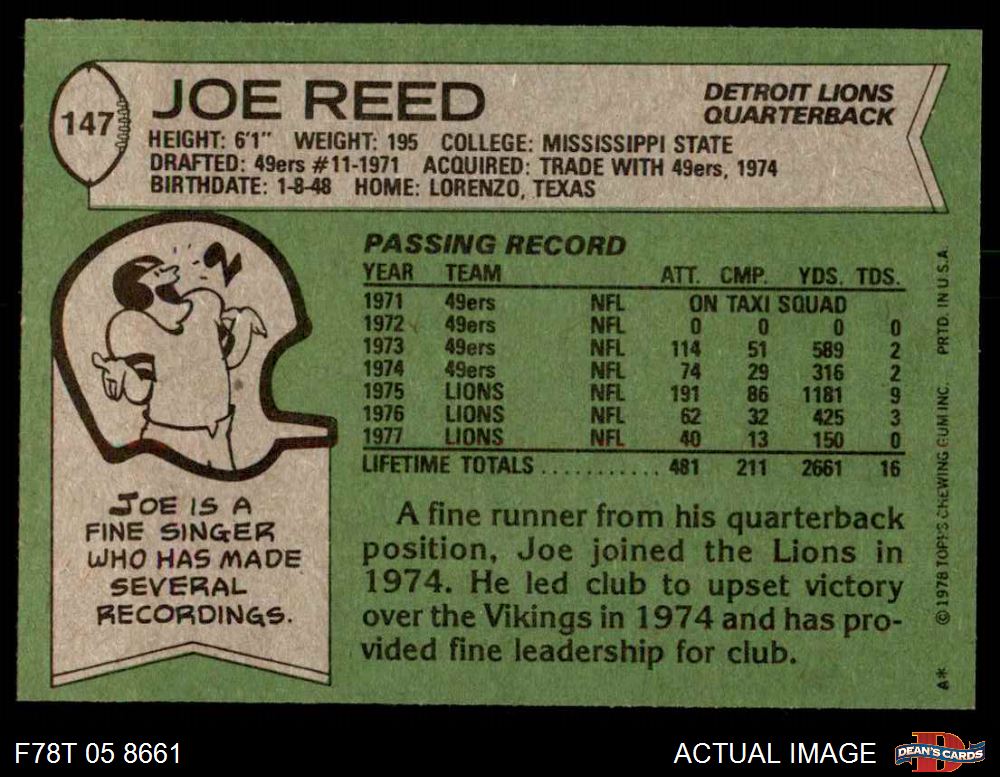 147
JOE REED
DETROIT LIONS
QUARTERBACK
HEIGHT: 6'1" WEIGHT: 195 COLLEGE: MISSISSIPPI STATE
DRAFTED: 49ers #11-1971 ACQUIRED: TRADE WITH 49ers, 1974
BIRTHDATE: 1-8-48 HOME: LORENZO, TEXAS
PASSING RECORD
YEAR TEAM ATT. CMP. YDS. TDS.
1971 49ers NFL ON TAXI SQUAD
1972 49ers NFL 0 0 0 0
1973 49ers NFL 114 51 589 2
1974 49ers NFL 74 29 316 2
1975 LIONS NFL 191 86 1181 9
1976 LIONS NFL 62 32 425 3
1977 LIONS NFL 40 13 150 0
LIFETIME TOTALS........... 481 211 2661 16
JOE IS A
FINE SINGER
WHO HAS MADE
SEVERAL
RECORDINGS.
A fine runner from his quarterback
position, Joe joined the Lions in
1974. He led club to upset victory
over the Vikings in 1974 and has pro-
vided fine leadership for club.
A* © 1978 TOPPS CHEWING GUM INC. PRTD. IN U.S.A.
F78T 05 8661
ACTUAL IMAGE
D
DEAN'S CARDS